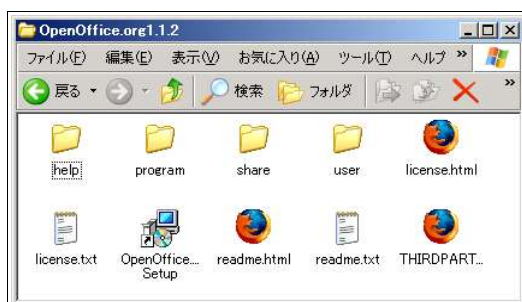 OpenOffice.org1.1.2
ファイル(F) 編集(E) 表示(V) お気に入り(A) ツール(T) ヘルプ »
戻る 検索 フォルダ »
help program share user license.html
license.txt OpenOffice.... Setup readme.html readme.txt THIRDPART...